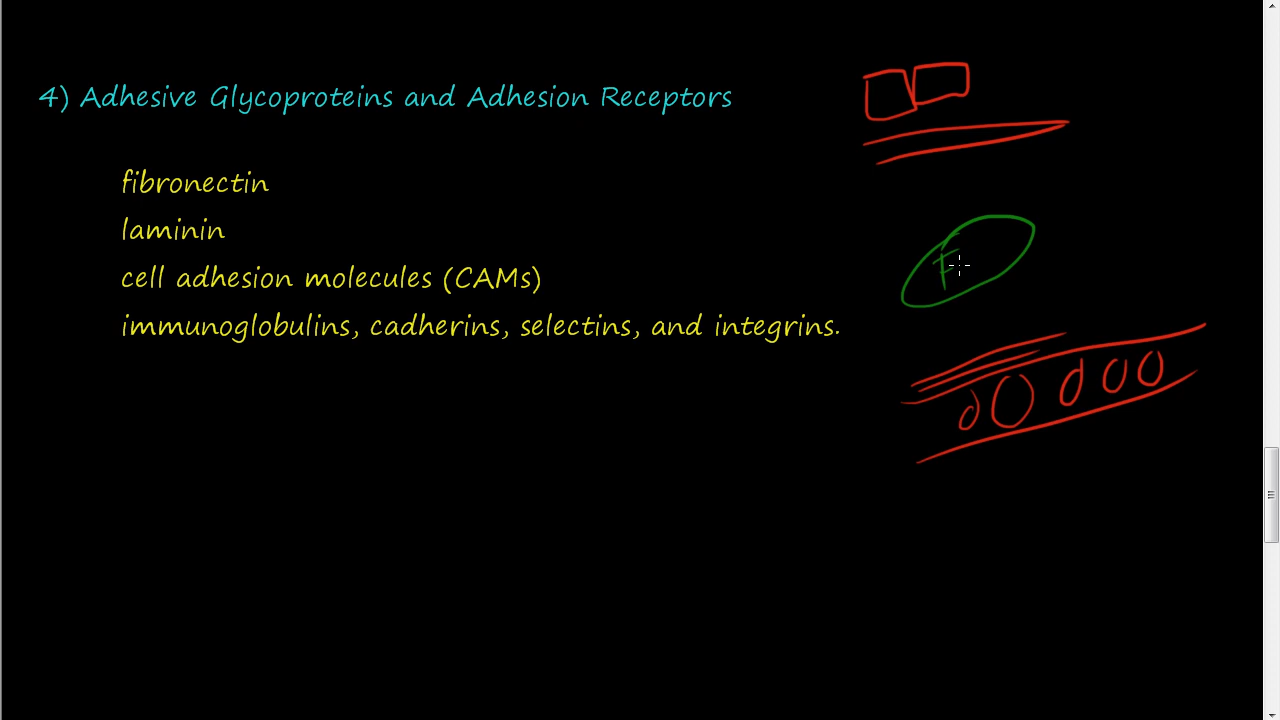 4) Adhesive Glycoproteins and Adhesion Receptors
fibronectin
laminin
cell adhesion molecules (CAMs)
immunoglobulins, cadherins, selectins, and integrins.
F